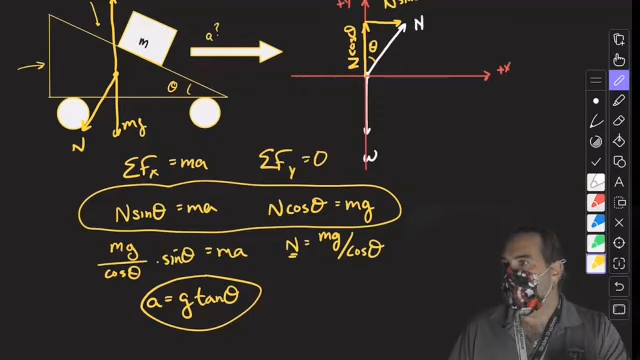 +y
N sinθ
a?
m
N cosθ
θ
N
+x
θ
mg
N
W
ΣFx = ma
ΣFy = 0
N sinθ = ma
N cosθ = mg
mg/cosθ · sinθ = ma
N = mg/cosθ
a = g tanθ